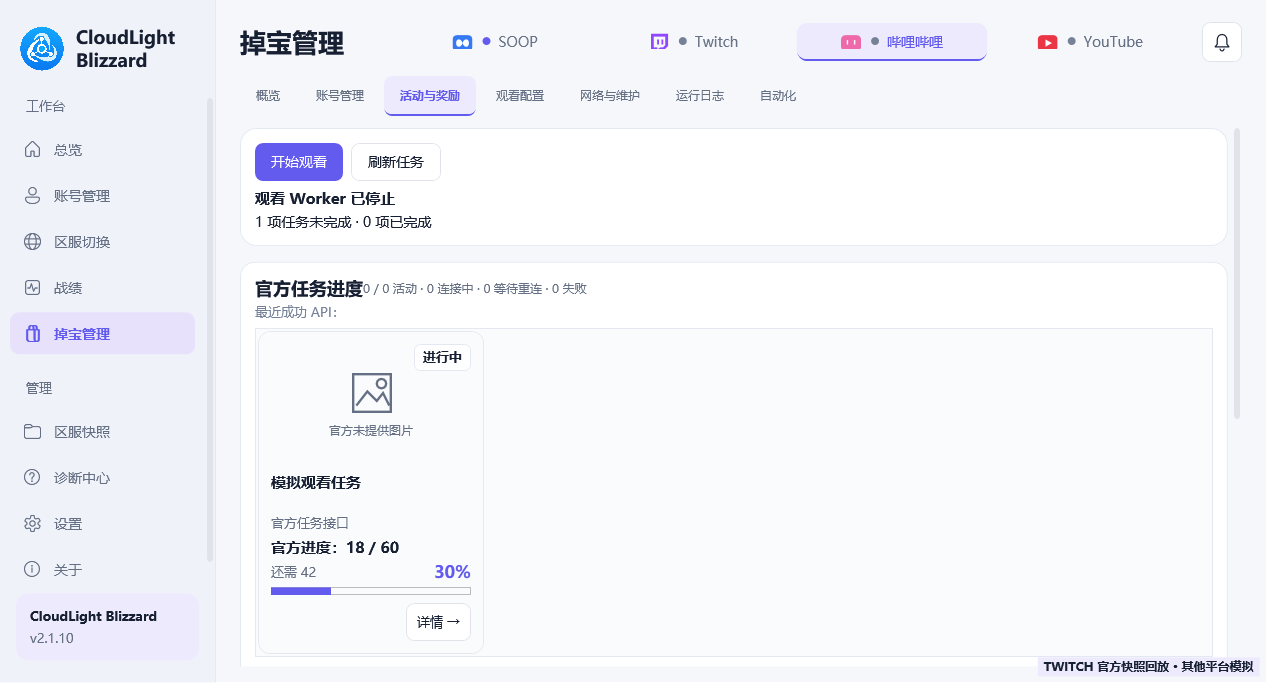 CloudLight
Blizzard
工作台
总览
账号管理
区服切换
战绩
掉宝管理
管理
区服快照
诊断中心
设置
关于
CloudLight Blizzard
v2.1.10
掉宝管理
SOOP
Twitch
哔哩哔哩
YouTube
概览
账号管理
活动与奖励
观看配置
网络与维护
运行日志
自动化
开始观看
刷新任务
观看 Worker 已停止
1 项任务未完成 · 0 项已完成
官方任务进度0 / 0 活动 · 0 连接中 · 0 等待重连 · 0 失败
最近成功 API:
进行中
官方未提供图片
模拟观看任务
官方任务接口
官方进度：18 / 60
还需 42
30%
详情 →
TWITCH 官方快照回放 • 其他平台模拟